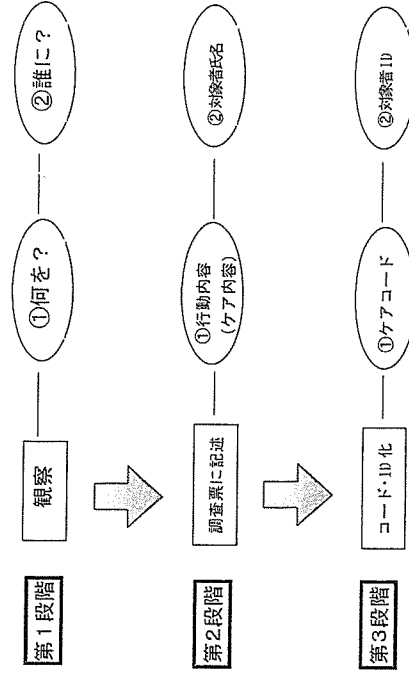 第1段階
観察
①何を？
②誰に？
第2段階
調査票に記述
①行動内容
(ケア内容)
②対象者氏名
第3段階
コード・ID化
①ケアコード
②対象者ID